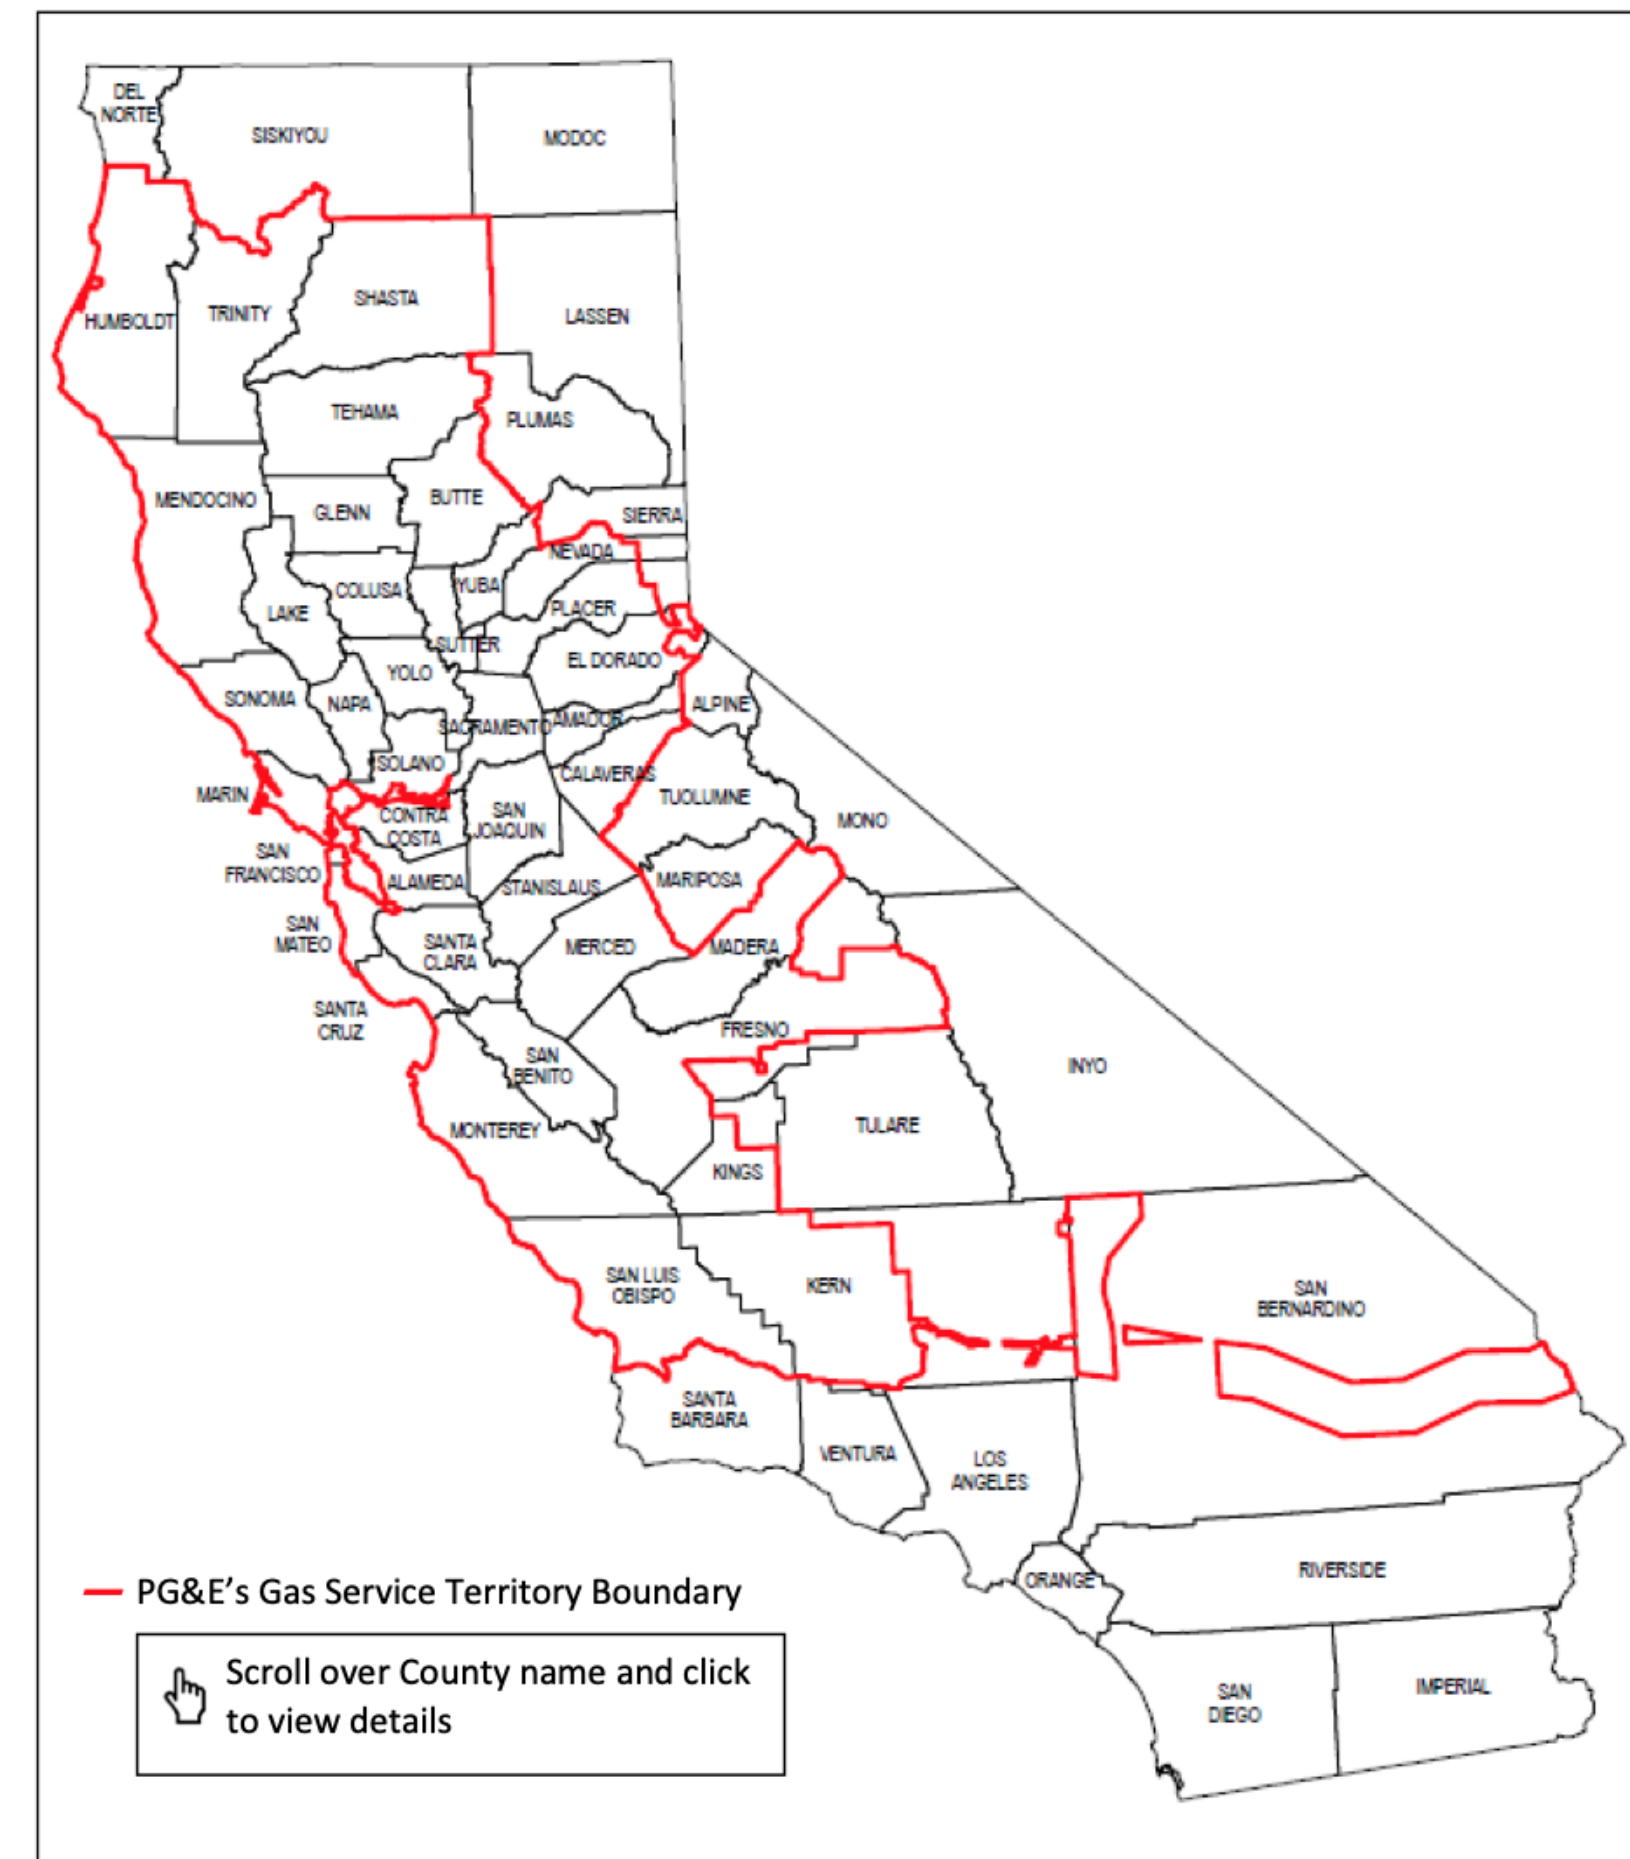 DEL
NORTE
SISKIYOU
MODOC
HUMBOLDT
TRINITY
SHASTA
LASSEN
TEHAMA
PLUMAS
MENDOCINO
GLENN
BUTTE
SIERRA
NEVADA
COLUSA
YUBA
LAKE
PLACER
SUTTER
YOLO
EL DORADO
SONOMA
NAPA
SACRAMENTO
AMADOR
ALPINE
SOLANO
CALAVERAS
MARIN
CONTRA
COSTA
SAN
JOAQUIN
TUOLUMNE
MONO
SAN
FRANCISCO
ALAMEDA
STANISLAUS
MARIPOSA
SAN
MATEO
SANTA
CLARA
MERCED
MADERA
SANTA
CRUZ
FRESNO
SAN
BENITO
INYO
MONTEREY
TULARE
KINGS
SAN LUIS
OBISPO
KERN
SAN
BERNARDINO
SANTA
BARBARA
VENTURA
LOS
ANGELES
ORANGE
RIVERSIDE
SAN
DIEGO
IMPERIAL
PG&E’s Gas Service Territory Boundary
Scroll over County name and click
to view details